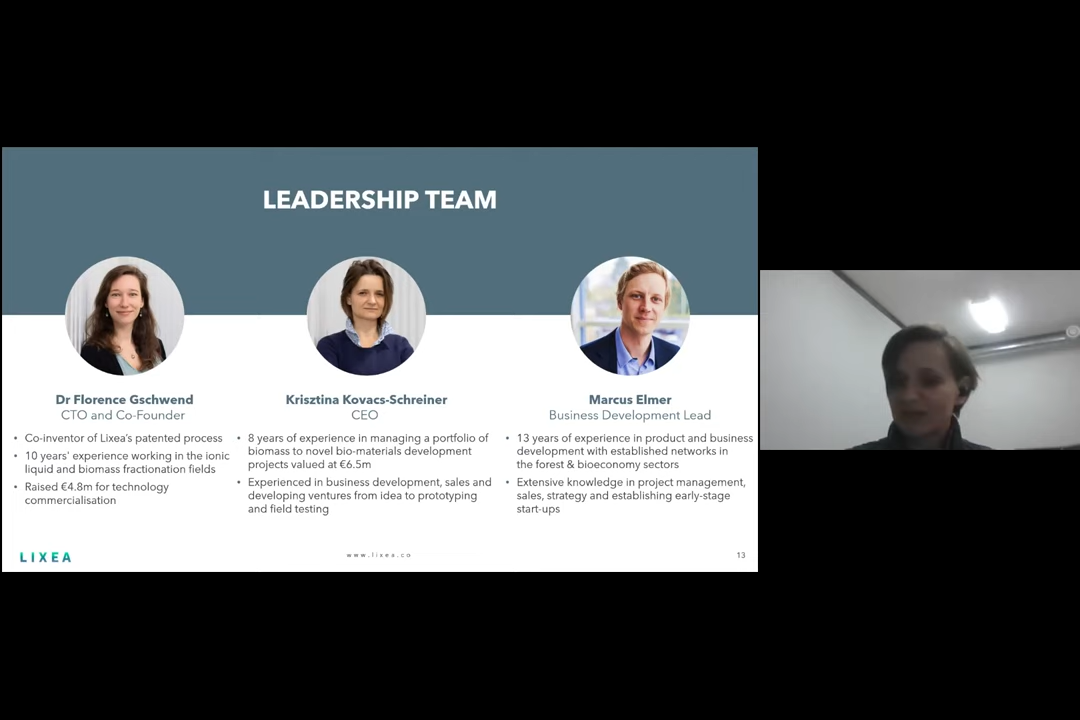 LEADERSHIP TEAM
Dr Florence Gschwend
CTO and Co-Founder
• Co-inventor of Lixea's patented process
• 10 years' experience working in the ionic
liquid and biomass fractionation fields
• Raised €4.8m for technology
commercialisation
Krisztina Kovacs-Schreiner
CEO
• 8 years of experience in managing a portfolio of
biomass to novel bio-materials development
projects valued at €6.5m
• Experienced in business development, sales and
developing ventures from idea to prototyping
and field testing
Marcus Elmer
Business Development Lead
• 13 years of experience in product and business
development with established networks in
the forest & bioeconomy sectors
• Extensive knowledge in project management,
sales, strategy and establishing early-stage
start-ups
LIXEA
www.lixea.co
13